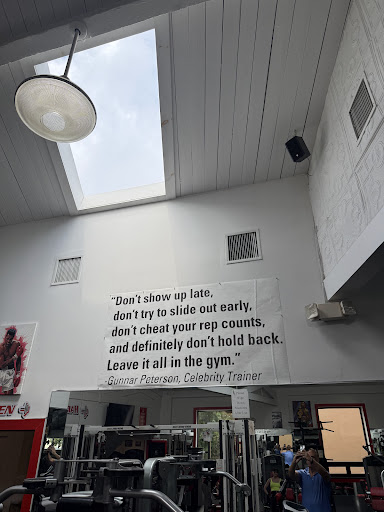 "Don't show up late,
don't try to slide out early,
don't cheat your rep counts,
and definitely don't hold back.
Leave it all in the gym."
-Gunnar Peterson, Celebrity Trainer